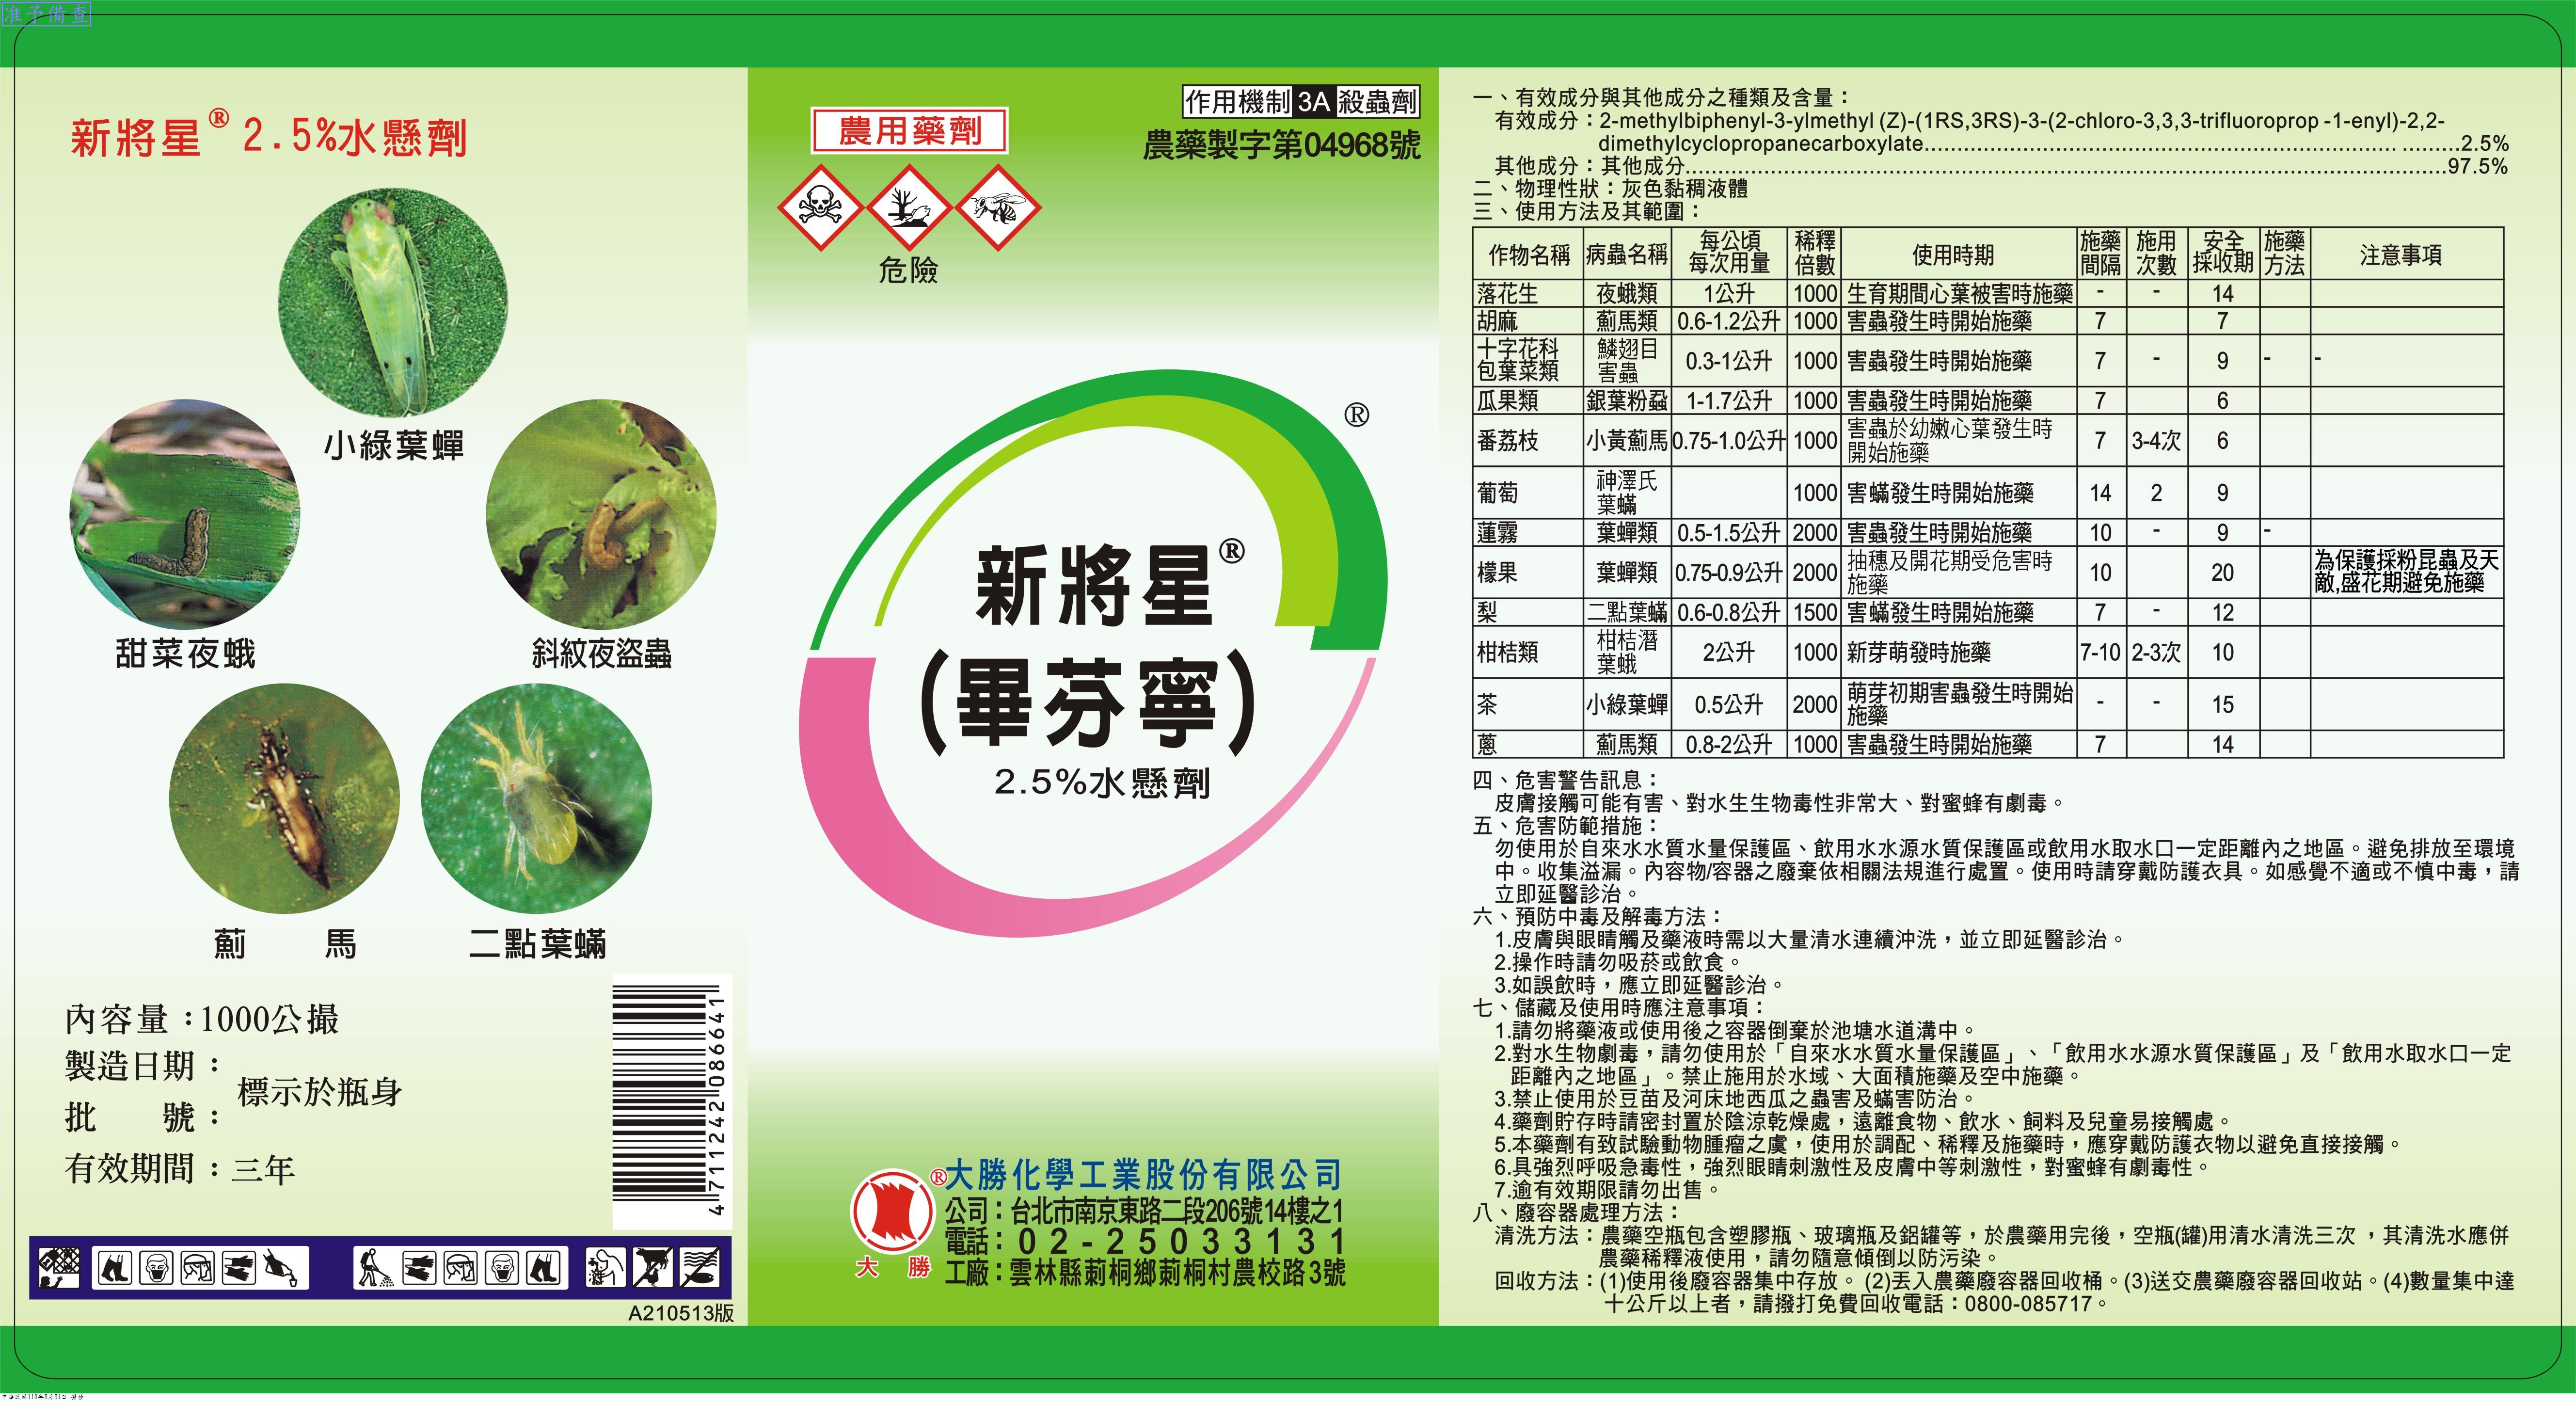 准予備查
新將星® 2.5%水懸劑
小綠葉蟬
甜菜夜蛾
斜紋夜盜蟲
薊 馬
二點葉蟎
內容量：1000公撮
製造日期：
標示於瓶身
批 號：
有效期間：三年
4711242086641
A210513版
作用機制 3A 殺蟲劑
農藥製字第04968號
農用藥劑
危險
®
新將星®
(畢芬寧)
2.5%水懸劑
®大勝化學工業股份有限公司
公司：台北市南京東路二段206號14樓之1
電話：02-25033131
工廠：雲林縣莿桐鄉莿桐村農校路3號
大 勝
一、有效成分與其他成分之種類及含量：
有效成分：2-methylbiphenyl-3-ylmethyl (Z)-(1RS,3RS)-3-(2-chloro-3,3,3-trifluoroprop -1-enyl)-2,2-
dimethylcyclopropanecarboxylate....................2.5%
其他成分：其他成分....................97.5%
二、物理性狀：灰色黏稠液體
三、使用方法及其範圍：
作物名稱 病蟲名稱 每公頃每次用量 稀釋倍數 使用時期 施藥間隔 施用次數 安全採收期 施藥方法 注意事項
落花生 夜蛾類 1公升 1000 生育期間心葉被害時施藥 - - 14
胡麻 薊馬類 0.6-1.2公升 1000 害蟲發生時開始施藥 7 7
十字花科包葉菜類 鱗翅目害蟲 0.3-1公升 1000 害蟲發生時開始施藥 7 - 9 - -
瓜果類 銀葉粉蝨 1-1.7公升 1000 害蟲發生時開始施藥 7 6
番荔枝 小黃薊馬 0.75-1.0公升 1000 害蟲於幼嫩心葉發生時開始施藥 7 3-4次 6
葡萄 神澤氏葉蟎 1000 害蟎發生時開始施藥 14 2 9
蓮霧 葉蟬類 0.5-1.5公升 2000 害蟲發生時開始施藥 10 - 9 -
檬果 葉蟬類 0.75-0.9公升 2000 抽穗及開花期受危害時施藥 10 20 為保護採粉昆蟲及天敵,盛花期避免施藥
梨 二點葉蟎 0.6-0.8公升 1500 害蟎發生時開始施藥 7 - 12
柑桔類 柑桔潛葉蛾 2公升 1000 新芽萌發時施藥 7-10 2-3次 10
茶 小綠葉蟬 0.5公升 2000 萌芽初期害蟲發生時開始施藥 - - 15
蔥 薊馬類 0.8-2公升 1000 害蟲發生時開始施藥 7 14
四、危害警告訊息：
皮膚接觸可能有害、對水生生物毒性非常大、對蜜蜂有劇毒。
五、危害防範措施：
勿使用於自來水水質水量保護區、飲用水水源水質保護區或飲用水取水口一定距離內之地區。避免排放至環境
中。收集溢漏。內容物/容器之廢棄依相關法規進行處置。使用時請穿戴防護衣具。如感覺不適或不慎中毒，請
立即延醫診治。
六、預防中毒及解毒方法：
1.皮膚與眼睛觸及藥液時需以大量清水連續沖洗，並立即延醫診治。
2.操作時請勿吸菸或飲食。
3.如誤飲時，應立即延醫診治。
七、儲藏及使用時應注意事項：
1.請勿將藥液或使用後之容器倒棄於池塘水道溝中。
2.對水生物劇毒，請勿使用於「自來水水質水量保護區」、「飲用水水源水質保護區」及「飲用水取水口一定
距離內之地區」。禁止施用於水域、大面積施藥及空中施藥。
3.禁止使用於豆苗及河床地西瓜之蟲害及蟎害防治。
4.藥劑貯存時請密封置於陰涼乾燥處，遠離食物、飲水、飼料及兒童易接觸處。
5.本藥劑有致試驗動物腫瘤之虞，使用於調配、稀釋及施藥時，應穿戴防護衣物以避免直接接觸。
6.具強烈呼吸急毒性，強烈眼睛刺激性及皮膚中等刺激性，對蜜蜂有劇毒性。
7.逾有效期限請勿出售。
八、廢容器處理方法：
清洗方法：農藥空瓶包含塑膠瓶、玻璃瓶及鋁罐等，於農藥用完後，空瓶(罐)用清水清洗三次 ，其清洗水應併
農藥稀釋液使用，請勿隨意傾倒以防污染。
回收方法：(1)使用後廢容器集中存放。(2)丟入農藥廢容器回收桶。(3)送交農藥廢容器回收站。(4)數量集中達
十公斤以上者，請撥打免費回收電話：0800-085717。
中華民國110年8月31日